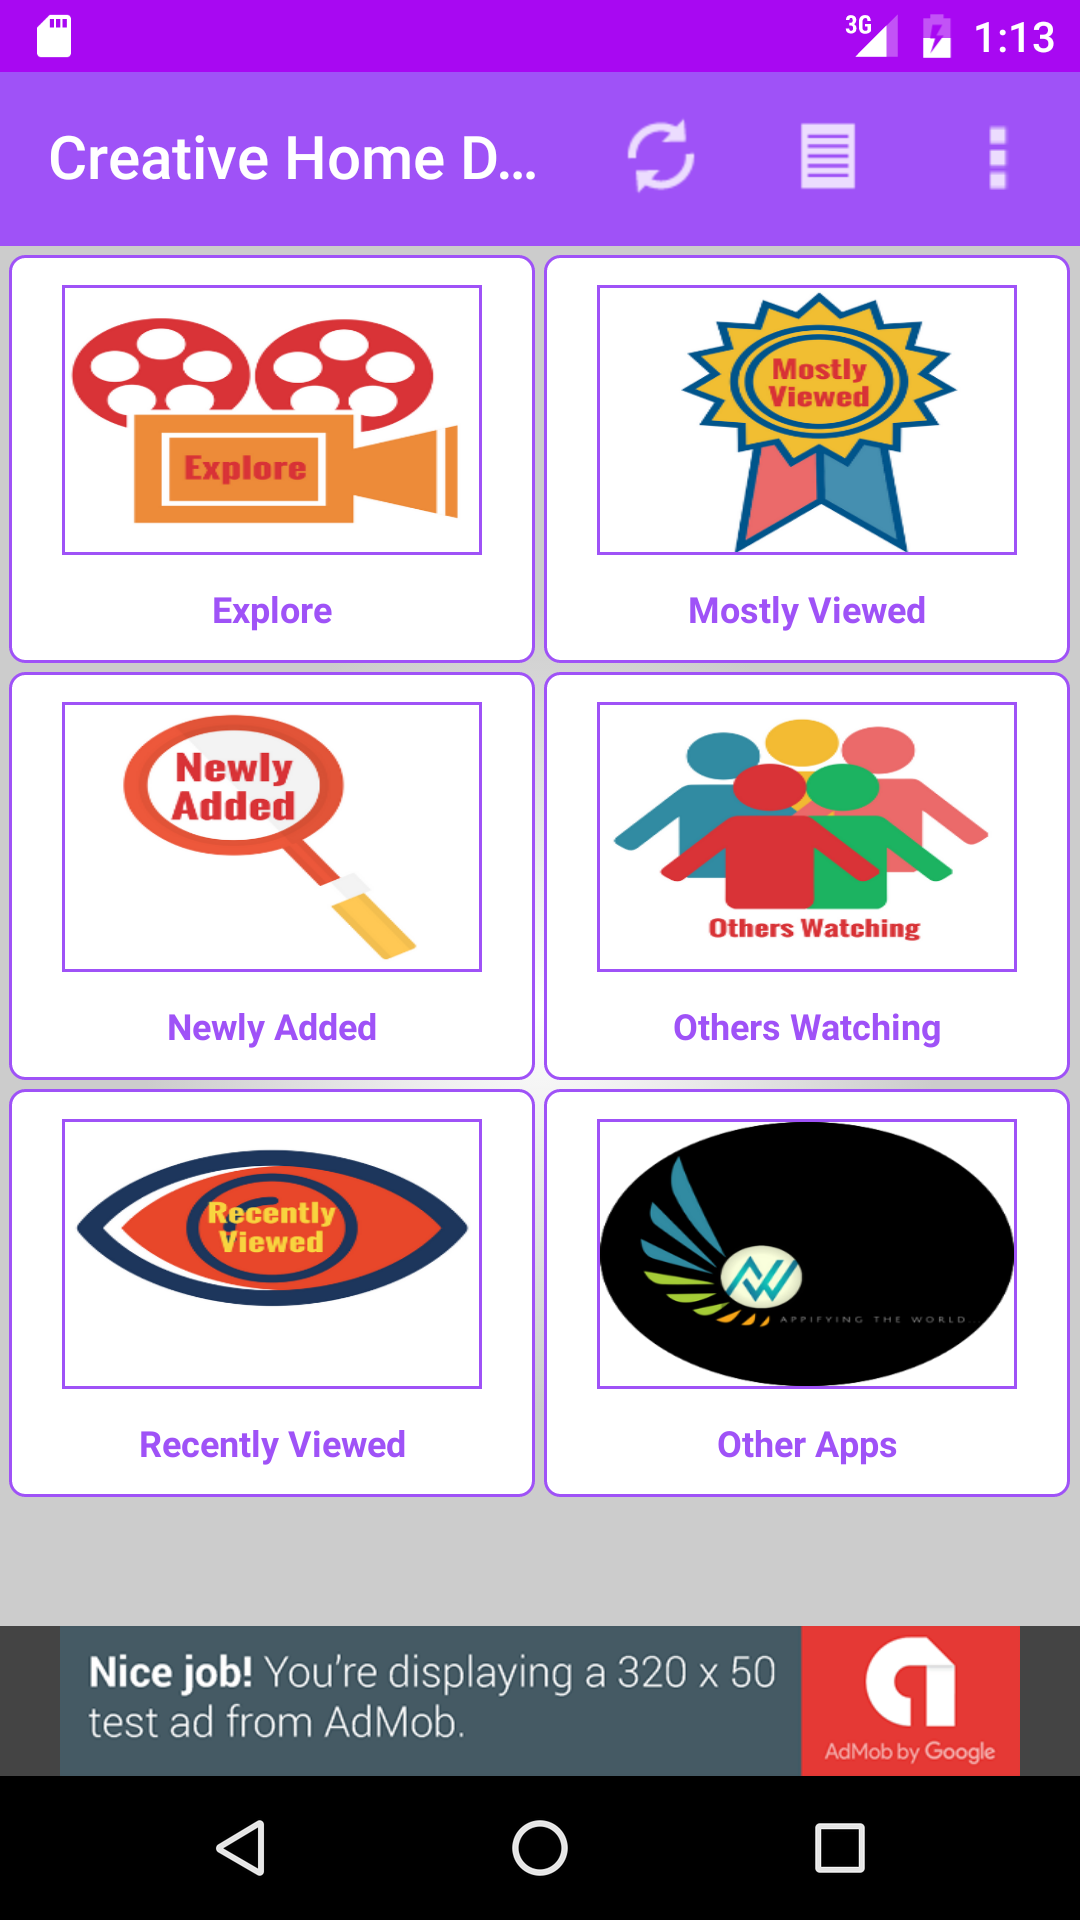 3G 1:13
Creative Home D...
Explore
Mostly
Viewed
Explore
Mostly Viewed
Newly
Added
Others Watching
Newly Added
Others Watching
Recently
Viewed
APPIFYING THE WORLD...
Recently Viewed
Other Apps
Nice job! You're displaying a 320 x 50
test ad from AdMob.
AdMob by Google